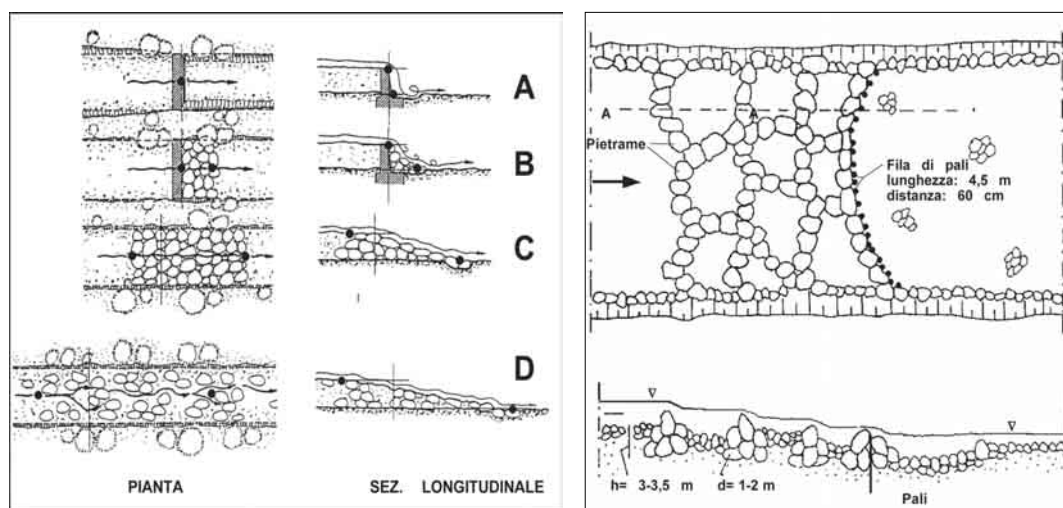 A
B
C
D
PIANTA
SEZ. LONGITUDINALE
A
A
Pietrame
Fila di pali
lunghezza: 4,5 m
distanza: 60 cm
h= 3-3,5 m
d= 1-2 m
Pali